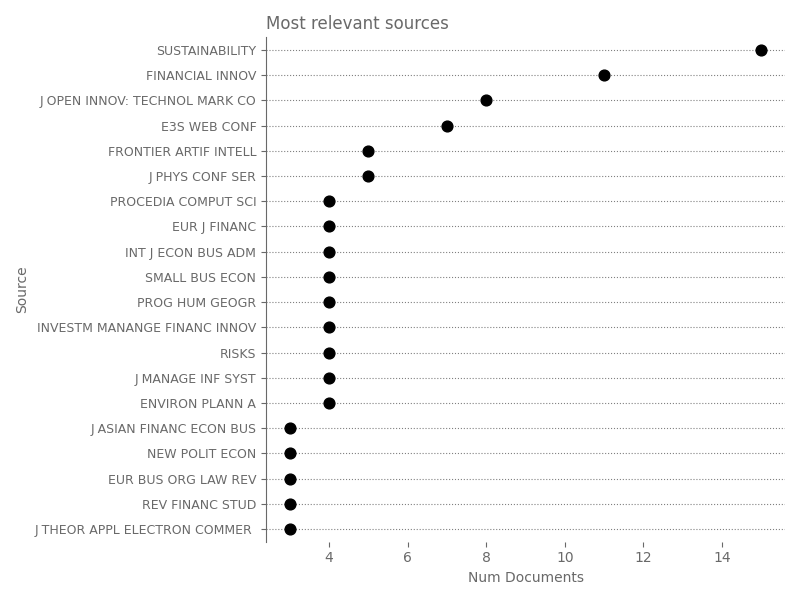 Most relevant sources
SUSTAINABILITY
FINANCIAL INNOV
J OPEN INNOV: TECHNOL MARK CO
E3S WEB CONF
FRONTIER ARTIF INTELL
J PHYS CONF SER
PROCEDIA COMPUT SCI
EUR J FINANC
INT J ECON BUS ADM
SMALL BUS ECON
PROG HUM GEOGR
INVESTM MANANGE FINANC INNOV
RISKS
J MANAGE INF SYST
ENVIRON PLANN A
J ASIAN FINANC ECON BUS
NEW POLIT ECON
EUR BUS ORG LAW REV
REV FINANC STUD
J THEOR APPL ELECTRON COMMER
Source
4 6 8 10 12 14
Num Documents